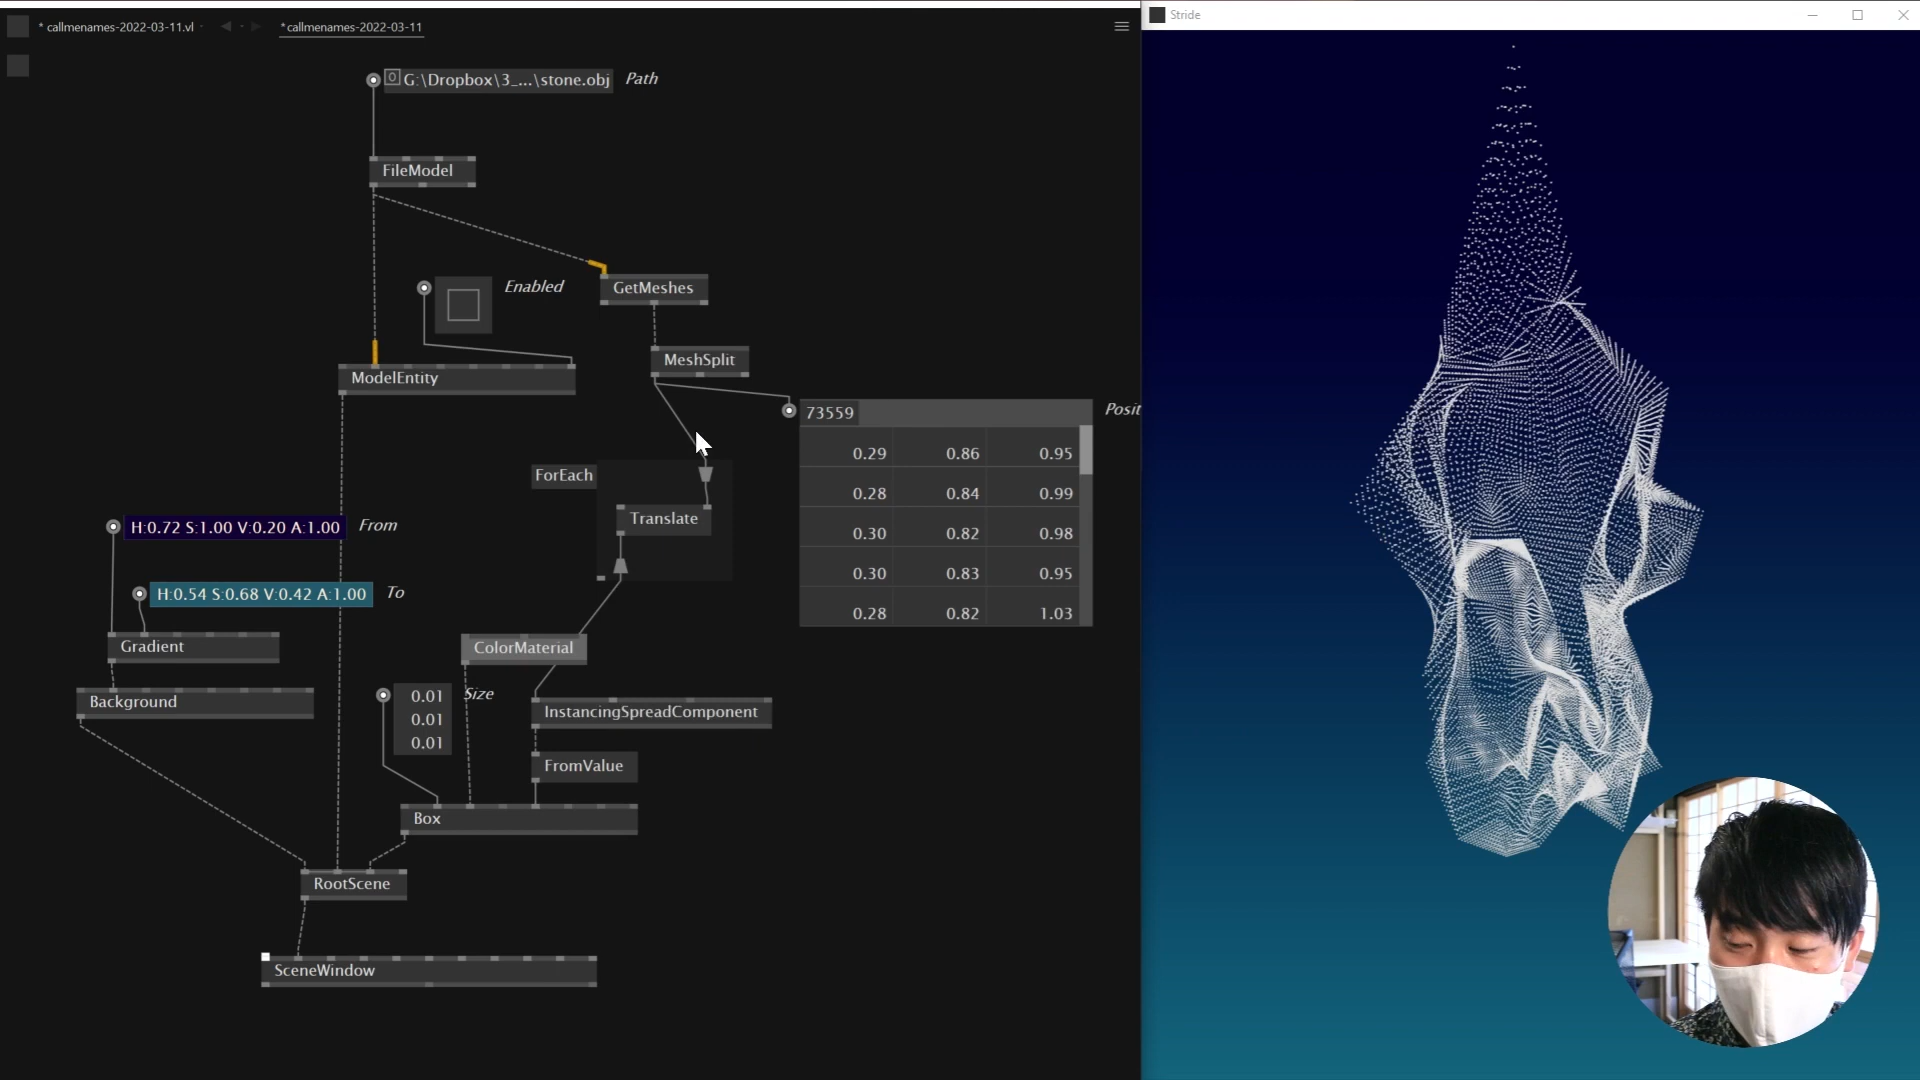 * callmenames-2022-03-11.vl
*callmenames-2022-03-11
Stride
G:\Dropbox\3_...\stone.obj
Path
FileModel
Enabled
GetMeshes
MeshSplit
ModelEntity
73559
Posit
0.29 0.86 0.95
0.28 0.84 0.99
0.30 0.82 0.98
0.30 0.83 0.95
0.28 0.82 1.03
ForEach
Translate
H:0.72 S:1.00 V:0.20 A:1.00
From
H:0.54 S:0.68 V:0.42 A:1.00
To
Gradient
ColorMaterial
Background
0.01
0.01
0.01
Size
InstancingSpreadComponent
FromValue
Box
RootScene
SceneWindow